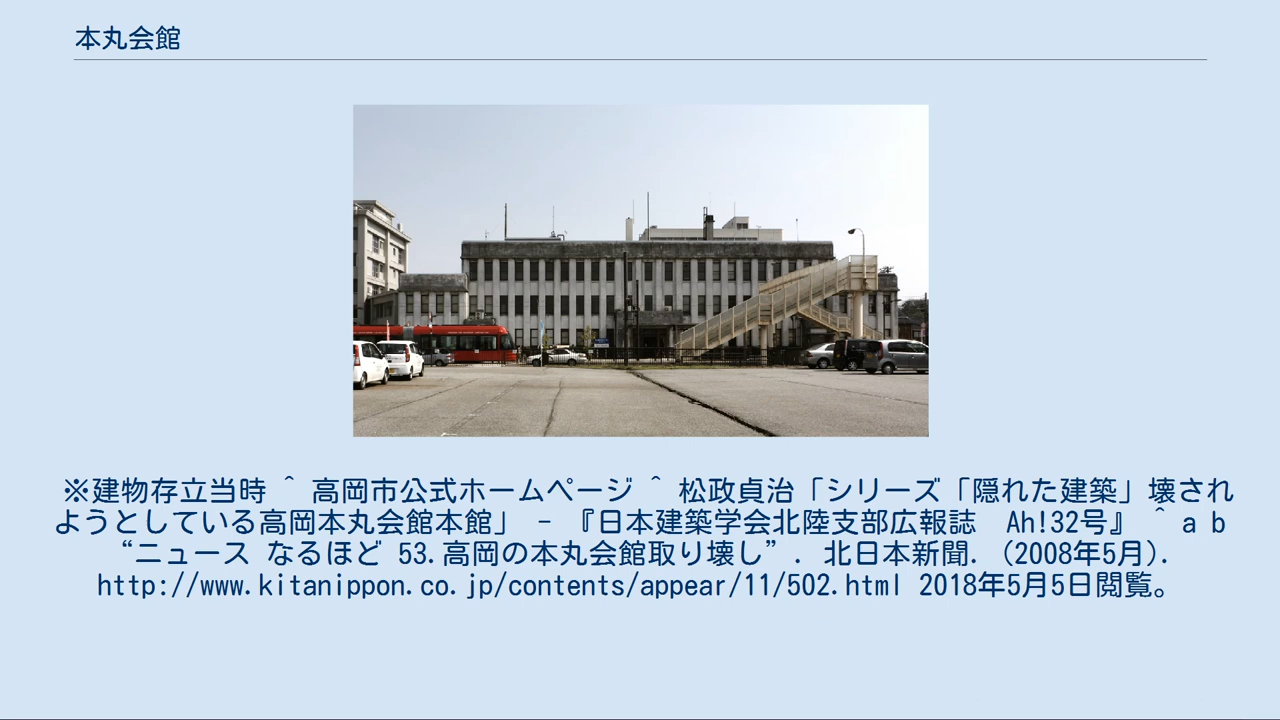 本丸会館
※建物存立当時 ＾ 高岡市公式ホームページ ＾ 松政貞治「シリーズ「隠れた建築」壊され
ようとしている高岡本丸会館本館」 - 『日本建築学会北陸支部広報誌　Ah!32号』 ＾ a b
“ニュース なるほど 53.高岡の本丸会館取り壊し”. 北日本新聞. (2008年5月).
http://www.kitanippon.co.jp/contents/appear/11/502.html 2018年5月5日閲覧。